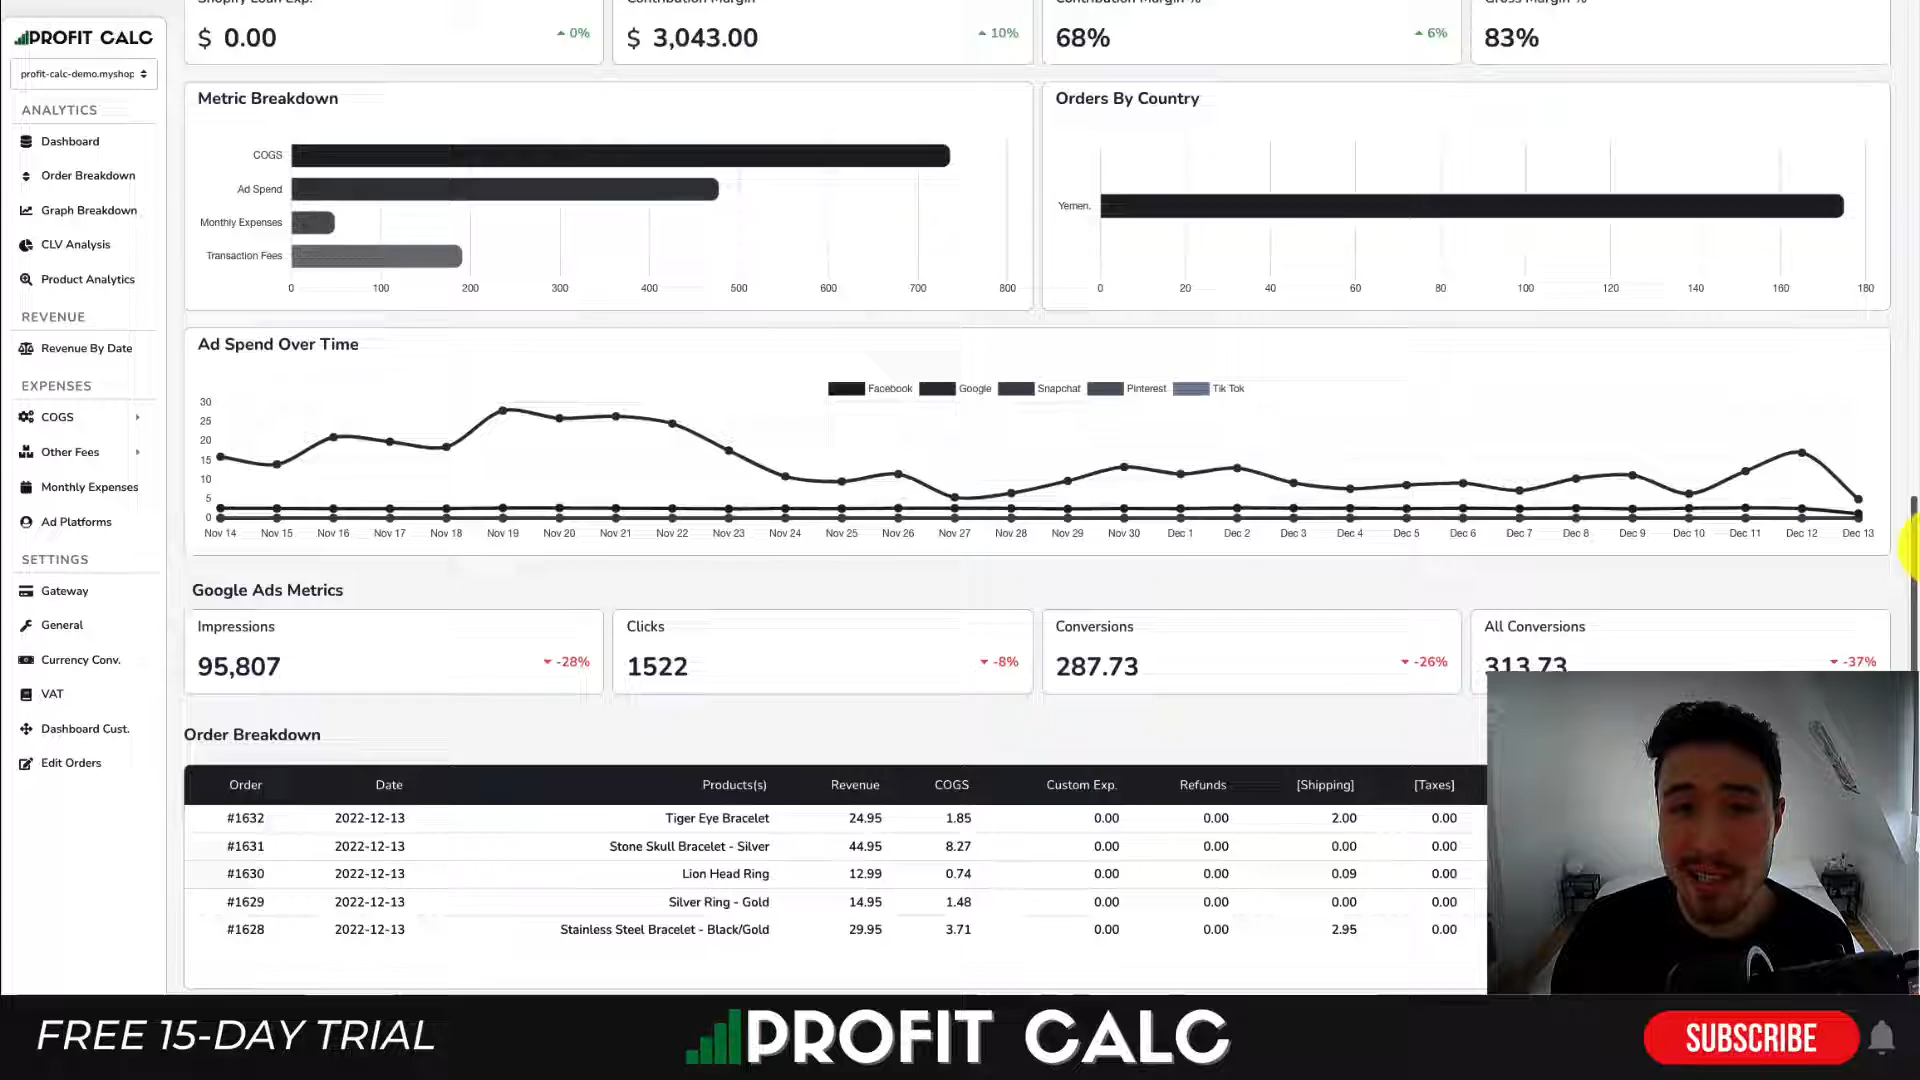 Shopify Loan Exp.
Contribution Margin
Contribution Margin %
Gross Margin %
PROFIT CALC
$ 0.00
0%
$ 3,043.00
10%
68%
6%
83%
profit-calc-demo.myshop
ANALYTICS
Dashboard
Order Breakdown
Graph Breakdown
CLV Analysis
Product Analytics
REVENUE
Revenue By Date
EXPENSES
COGS
Other Fees
Monthly Expenses
Ad Platforms
SETTINGS
Gateway
General
Currency Conv.
VAT
Dashboard Cust.
Edit Orders
Metric Breakdown
COGS
Ad Spend
Monthly Expenses
Transaction Fees
0 100 200 300 400 500 600 700 800
Orders By Country
Yemen.
0 20 40 60 80 100 120 140 160 180
Ad Spend Over Time
Facebook Google Snapchat Pinterest Tik Tok
30
25
20
15
10
5
0
Nov 14 Nov 15 Nov 16 Nov 17 Nov 18 Nov 19 Nov 20 Nov 21 Nov 22 Nov 23 Nov 24 Nov 25 Nov 26 Nov 27 Nov 28 Nov 29 Nov 30 Dec 1 Dec 2 Dec 3 Dec 4 Dec 5 Dec 6 Dec 7 Dec 8 Dec 9 Dec 10 Dec 11 Dec 12 Dec 13
Google Ads Metrics
Impressions
95,807
-28%
Clicks
1522
-8%
Conversions
287.73
-26%
All Conversions
313.73
-37%
Order Breakdown
Order Date Products(s) Revenue COGS Custom Exp. Refunds [Shipping] [Taxes]
#1632 2022-12-13 Tiger Eye Bracelet 24.95 1.85 0.00 0.00 2.00 0.00
#1631 2022-12-13 Stone Skull Bracelet - Silver 44.95 8.27 0.00 0.00 0.00 0.00
#1630 2022-12-13 Lion Head Ring 12.99 0.74 0.00 0.00 0.09 0.00
#1629 2022-12-13 Silver Ring - Gold 14.95 1.48 0.00 0.00 0.00 0.00
#1628 2022-12-13 Stainless Steel Bracelet - Black/Gold 29.95 3.71 0.00 0.00 2.95 0.00
FREE 15-DAY TRIAL
PROFIT CALC
SUBSCRIBE